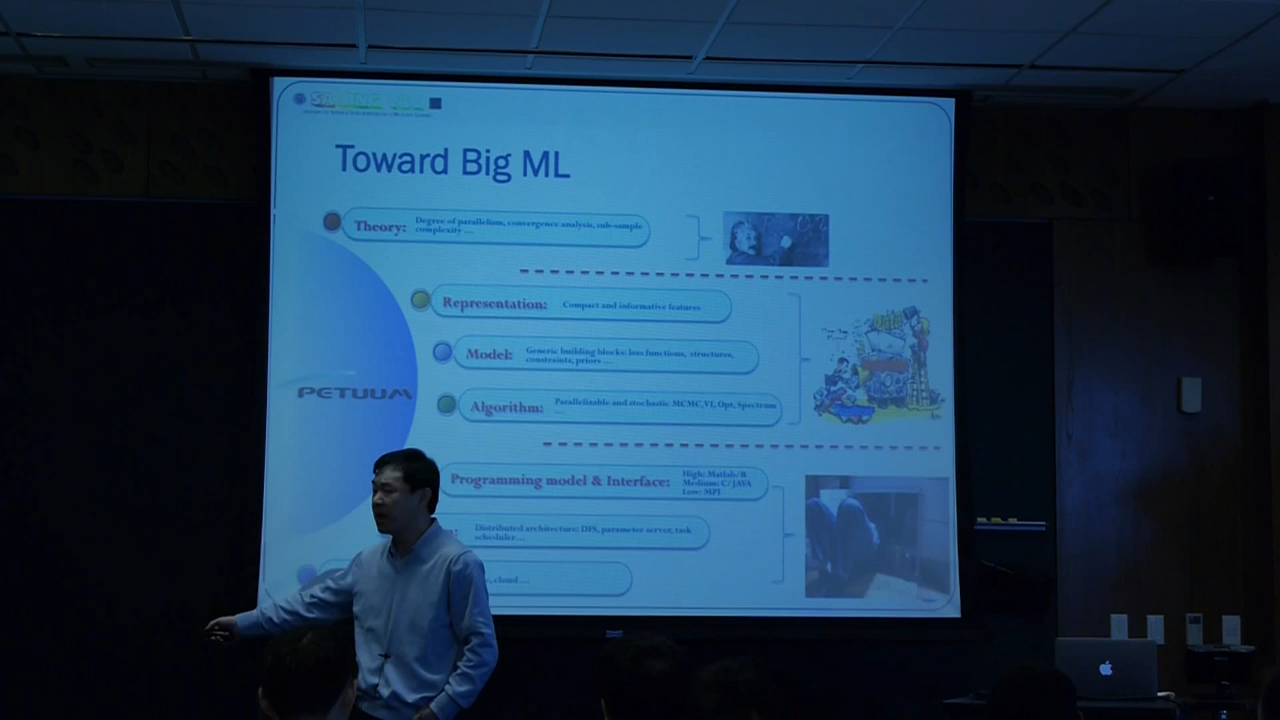 SAILING LAB
Toward Big ML
Theory: Degree of parallelism, convergence analysis, sub-sample
complexity ....
Representation: Compact and informative features
Model: Generic building blocks: loss functions, structures,
constraints, priors ....
PETUUM
Algorithm: Parallelizable and stochastic MCMC, VI, Opt, Spectrum
...
Programming model & Interface: High: Matlab/R
Medium: C/JAVA
Low: MPI
Distributed architecture: DFS, parameter server, task
scheduler...
, cloud ....